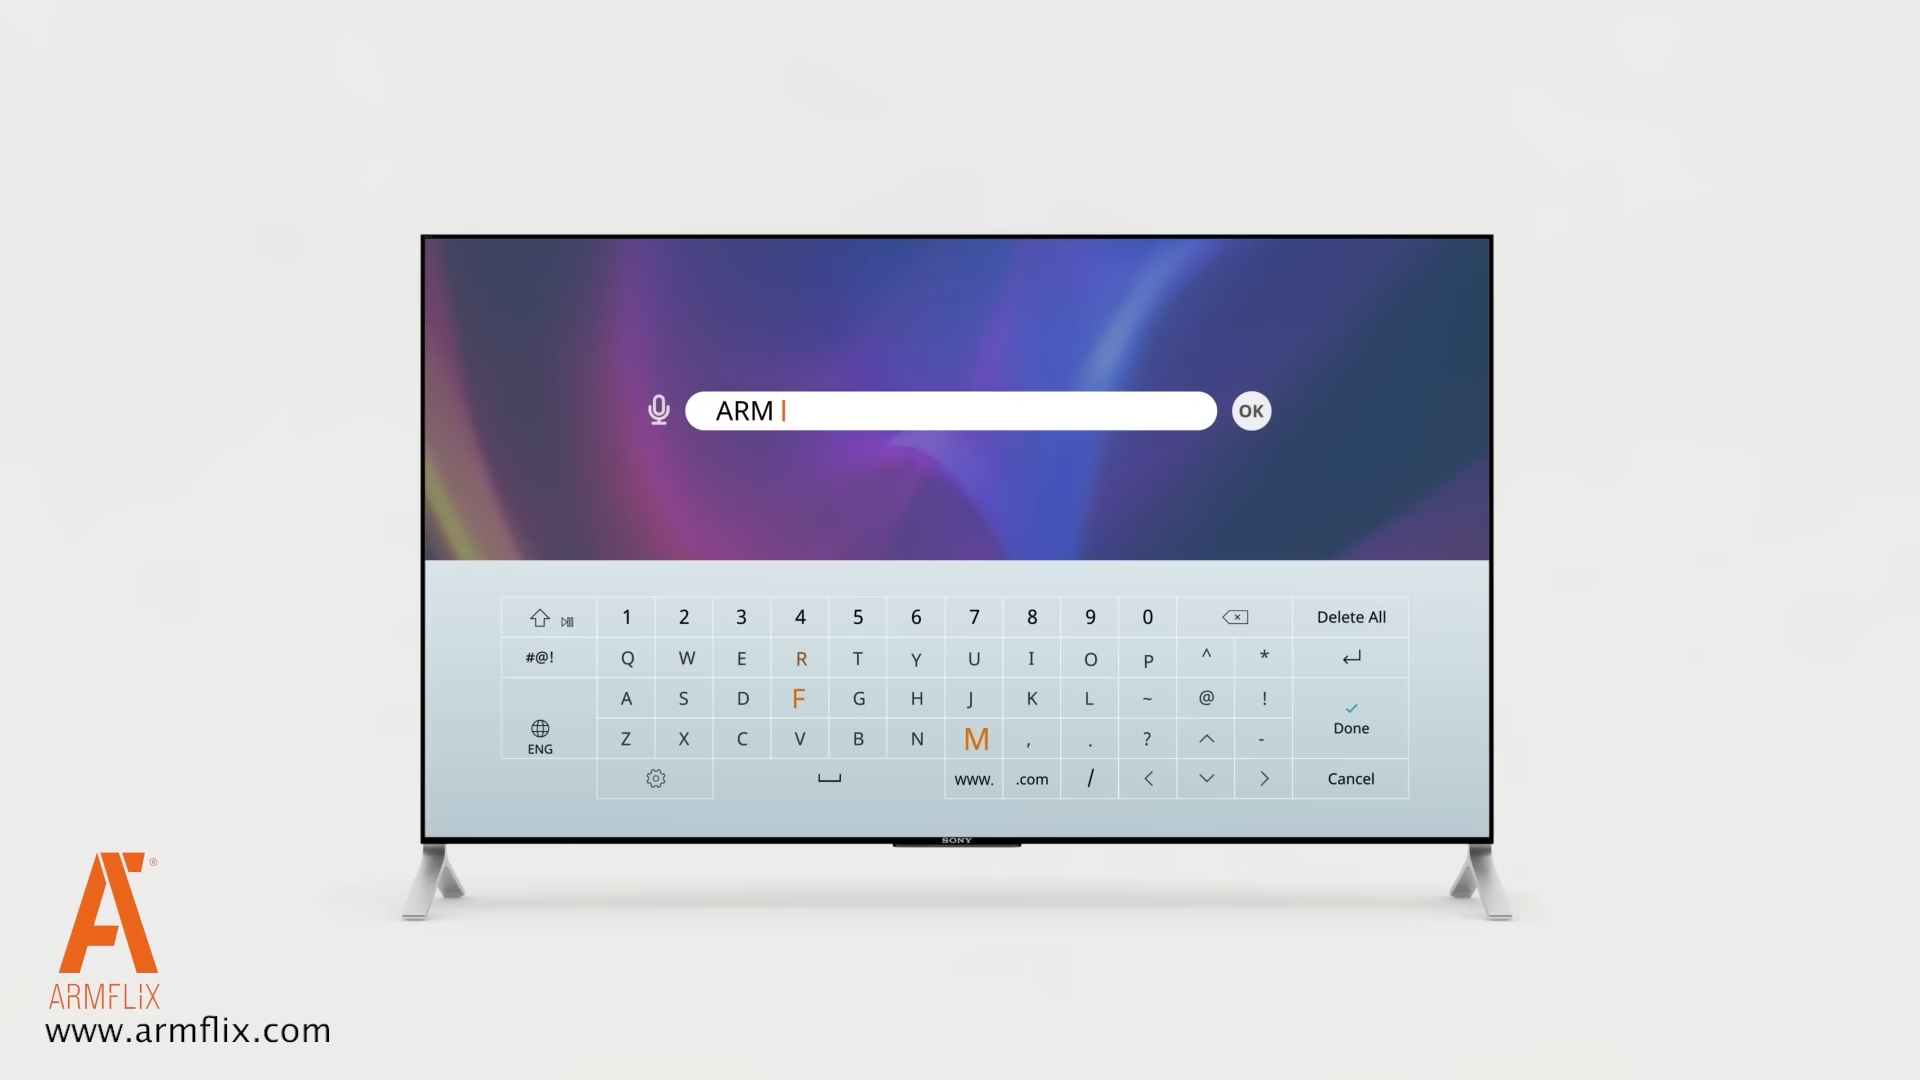 ARM
OK
1 2 3 4 5 6 7 8 9 0 Delete All
#@! Q W E R T Y U I O P ^ *
A S D F G H J K L ~ @ !
ENG Z X C V B N M , . ? ^ - Done
www. .com / < > Cancel
SONY
ARMFLIX
www.armflix.com